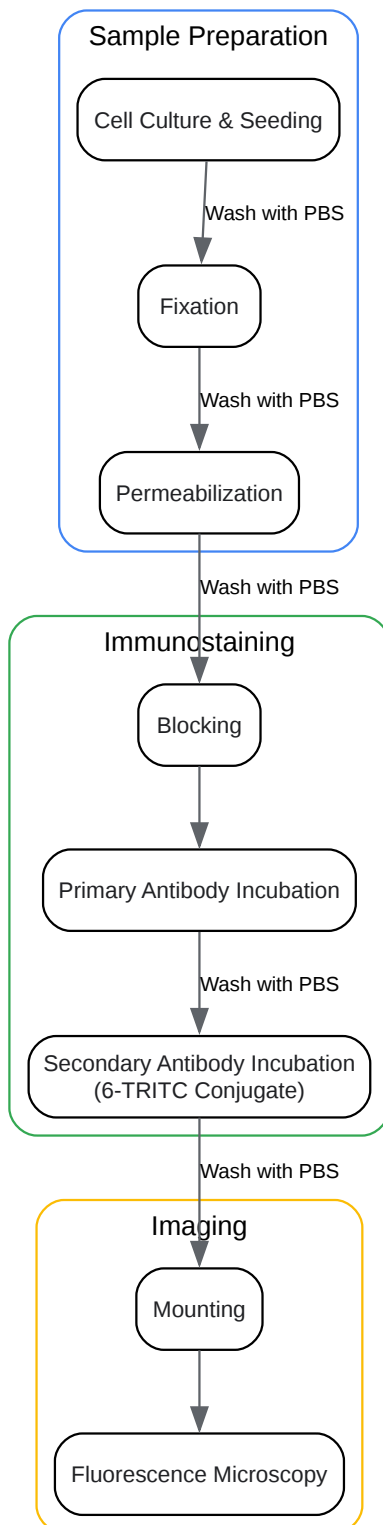 Sample Preparation
Cell Culture & Seeding
Wash with PBS
Fixation
Wash with PBS
Permeabilization
Wash with PBS
Immunostaining
Blocking
Primary Antibody Incubation
Wash with PBS
Secondary Antibody Incubation
(6-TRITC Conjugate)
Wash with PBS
Imaging
Mounting
Fluorescence Microscopy